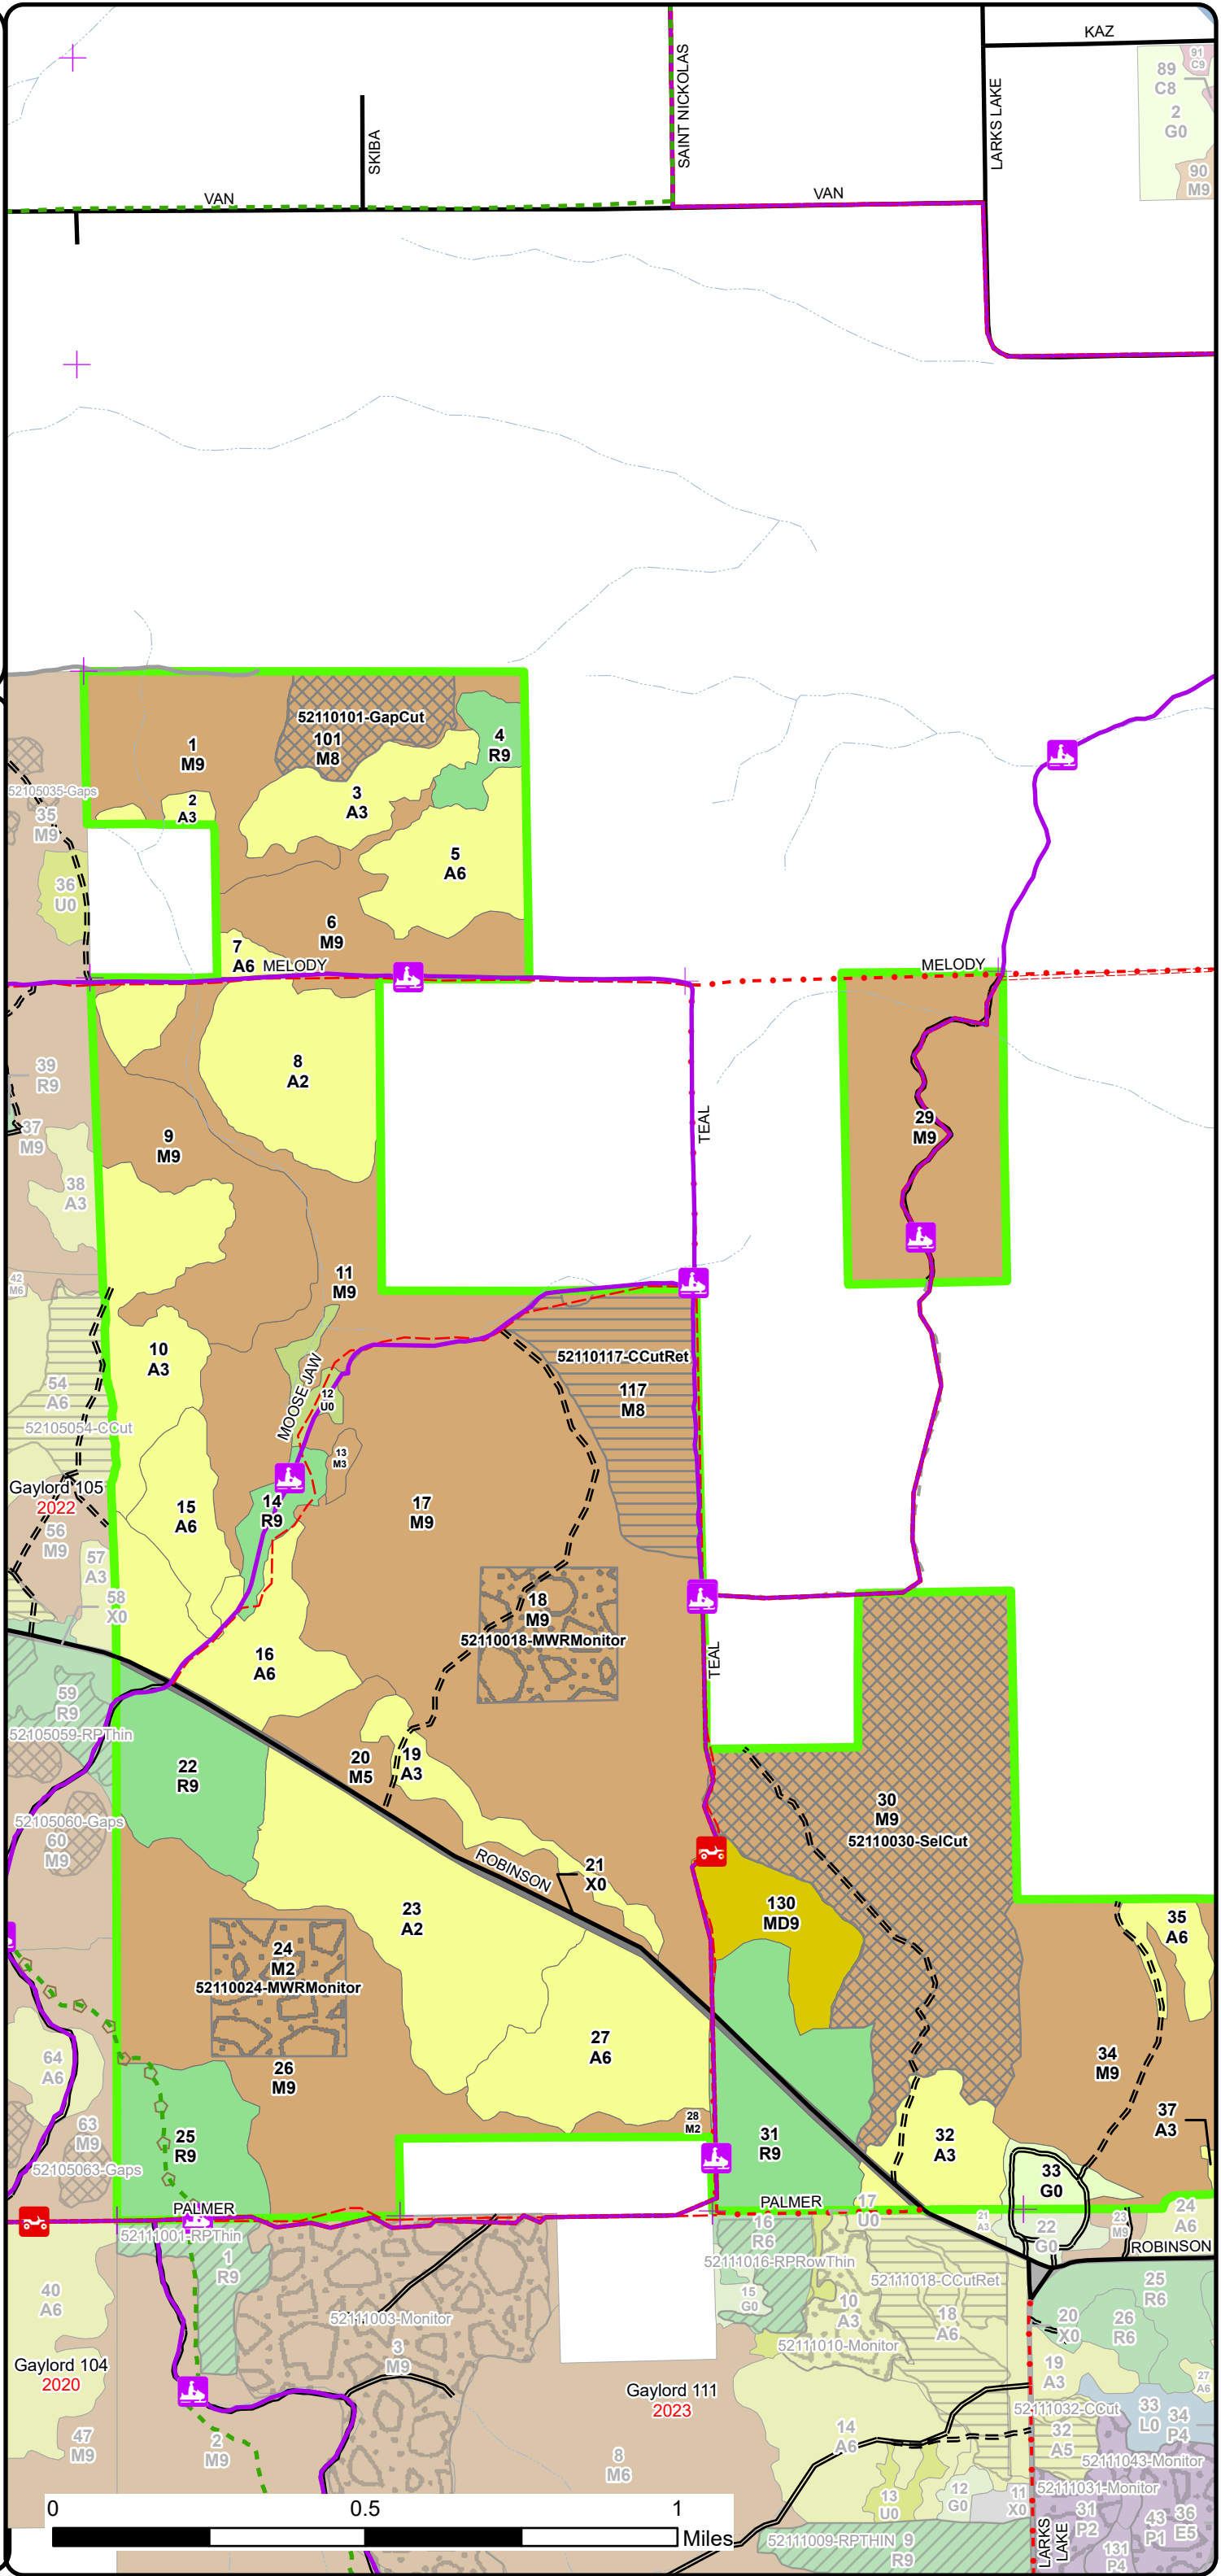 KAZ
91
C9
89
C8
2
G0
90
M9
SAINT NICKOLAS
LARKS LAKE
SKIBA
VAN
VAN
52110101-GapCut
101
M8
4
R9
1
M9
52105035-Gaps
35
M9
2
A3
3
A3
5
A6
36
U0
6
M9
7
A6
MELODY
MELODY
39
R9
8
A2
37
M9
9
M9
TEAL
29
M9
38
A3
42
M6
11
M9
10
A3
52110117-CCutRet
117
M8
54
A6
52105054-CCut
MOOSE JAW
12
U0
13
M3
Gaylord 105
2022
15
A6
14
R9
17
M9
56
M9
57
A3
58
X0
18
M9
52110018-MWRMonitor
16
A6
TEAL
59
R9
52105059-RPThin
22
R9
20
M5
19
A3
30
M9
52110030-SelCut
52105060-Gaps
60
M9
ROBINSON
21
X0
23
A2
130
MD9
35
A6
24
M2
52110024-MWRMonitor
27
A6
34
M9
64
A6
26
M9
63
M9
52105063-Gaps
25
R9
28
M2
31
R9
32
A3
37
A3
33
G0
PALMER
PALMER
17
U0
24
A6
52111001-RPThin
1
R9
16
R6
52111016-RPRowThin
21
A3
22
G0
23
M9
ROBINSON
40
A6
15
G0
52111018-CCutRet
25
R6
52111003-Monitor
3
M9
10
A3
18
A6
20
X0
26
R6
52111010-Monitor
Gaylord 104
2020
19
A3
27
A6
Gaylord 111
2023
52111032-CCut
33
L0
34
P4
47
M9
2
M9
14
A6
32
A5
8
M6
52111043-Monitor
13
U0
12
G0
11
X0
52111031-Monitor
31
P2
43
P1
36
E5
0
0.5
1
Miles
52111009-RPTHIN
9
R9
LARKS
LAKE
131
P4